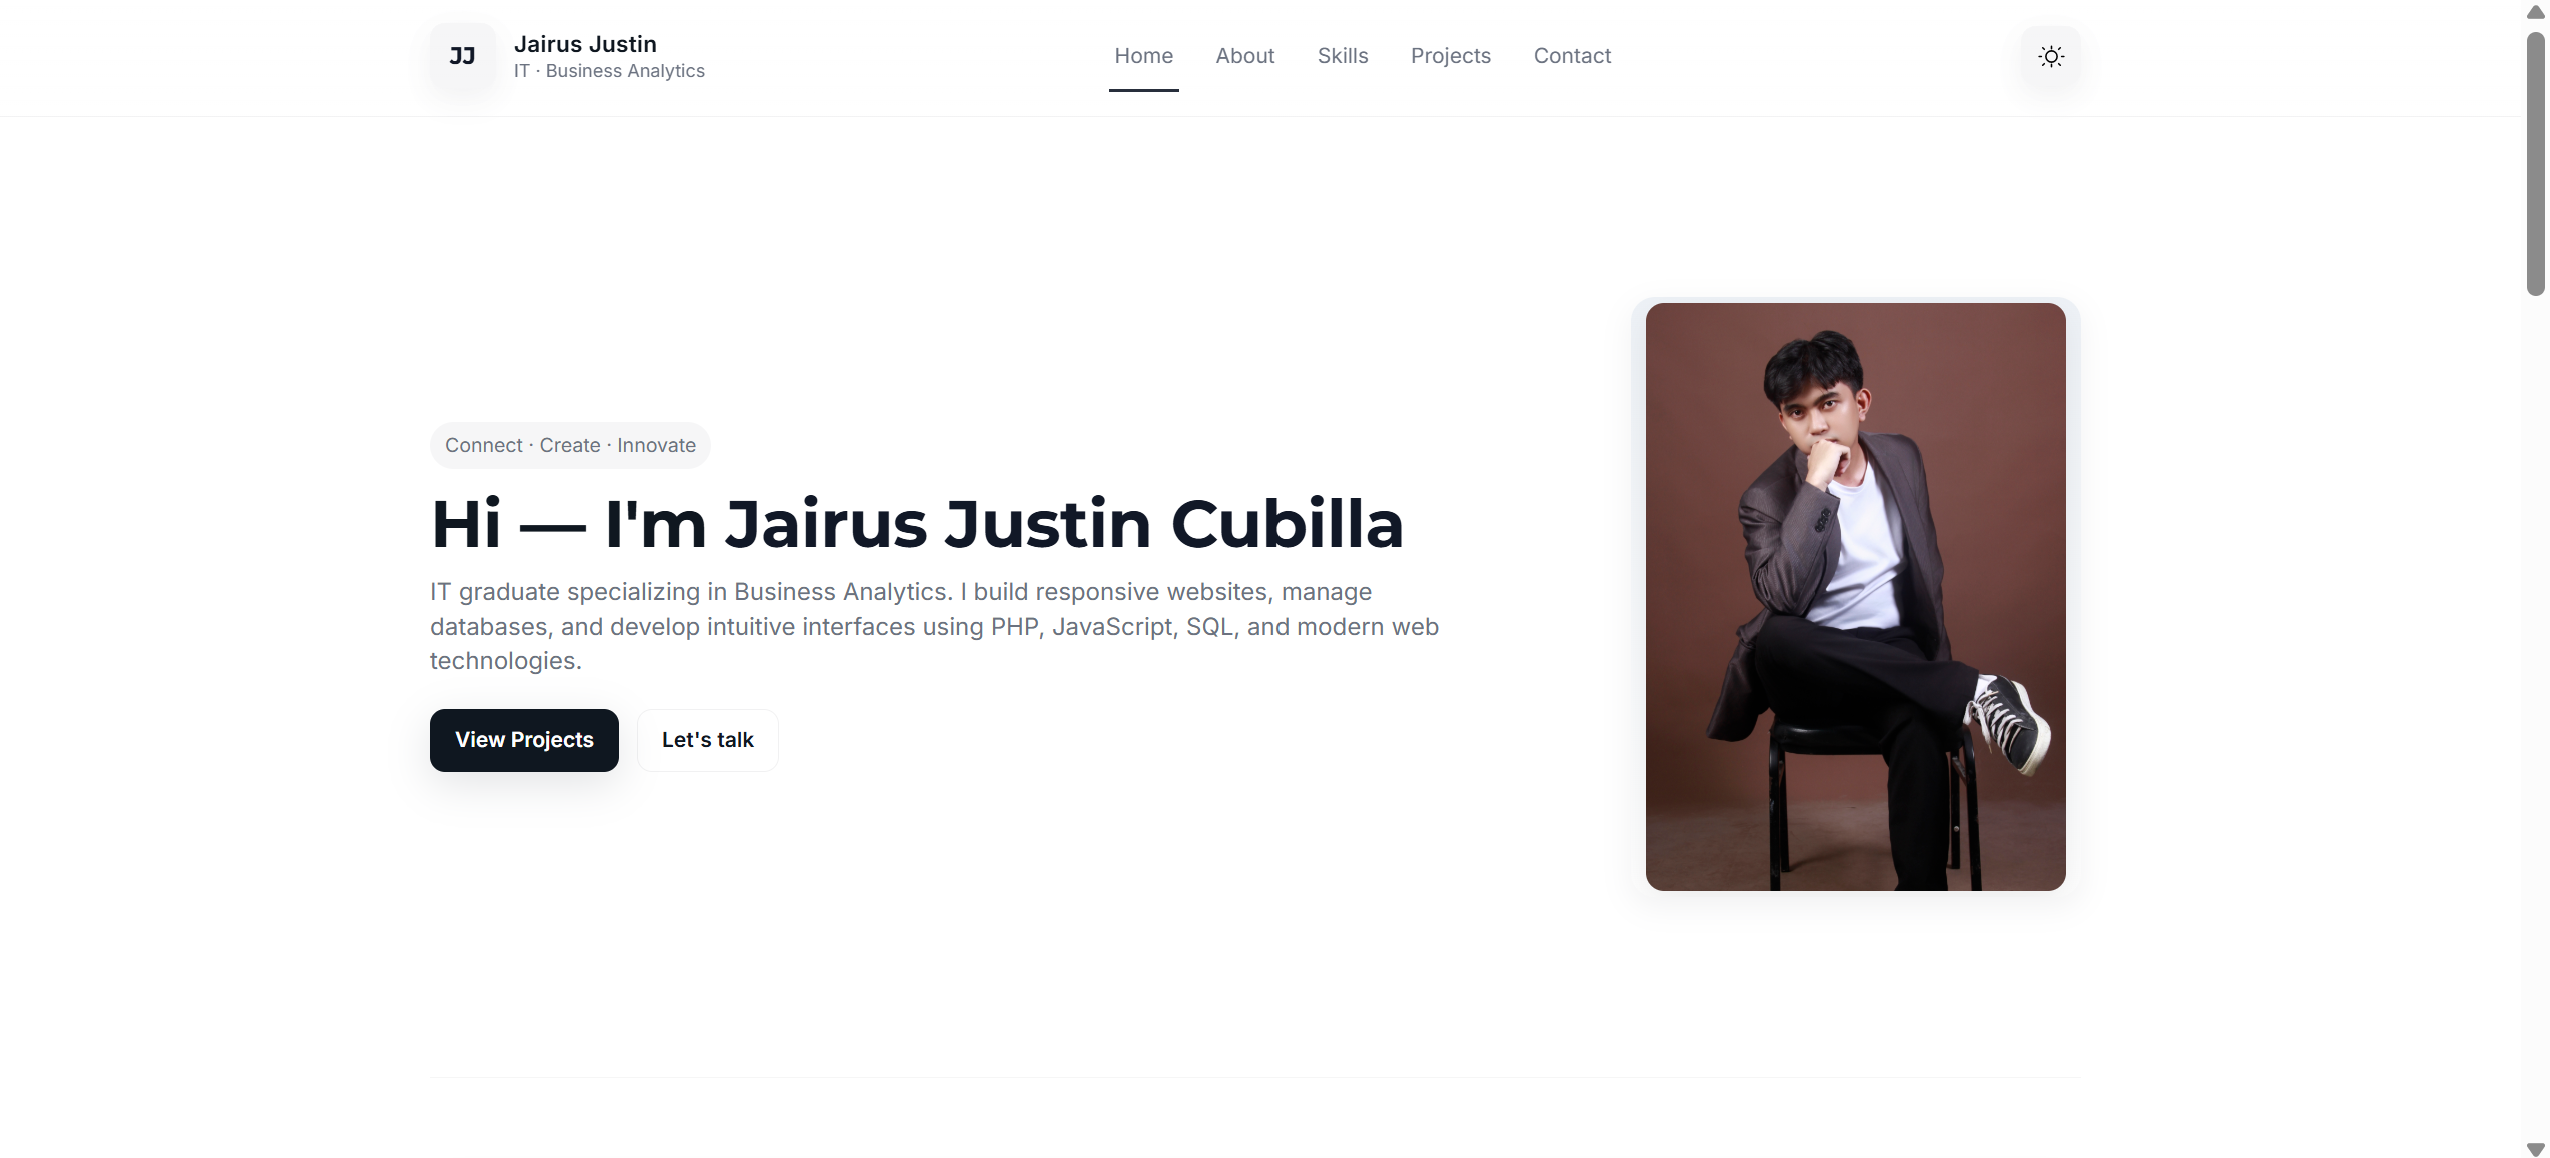 JJ
Jairus Justin
IT · Business Analytics
Home
About
Skills
Projects
Contact
Connect · Create · Innovate
Hi — I'm Jairus Justin Cubilla
IT graduate specializing in Business Analytics. I build responsive websites, manage
databases, and develop intuitive interfaces using PHP, JavaScript, SQL, and modern web
technologies.
View Projects
Let's talk